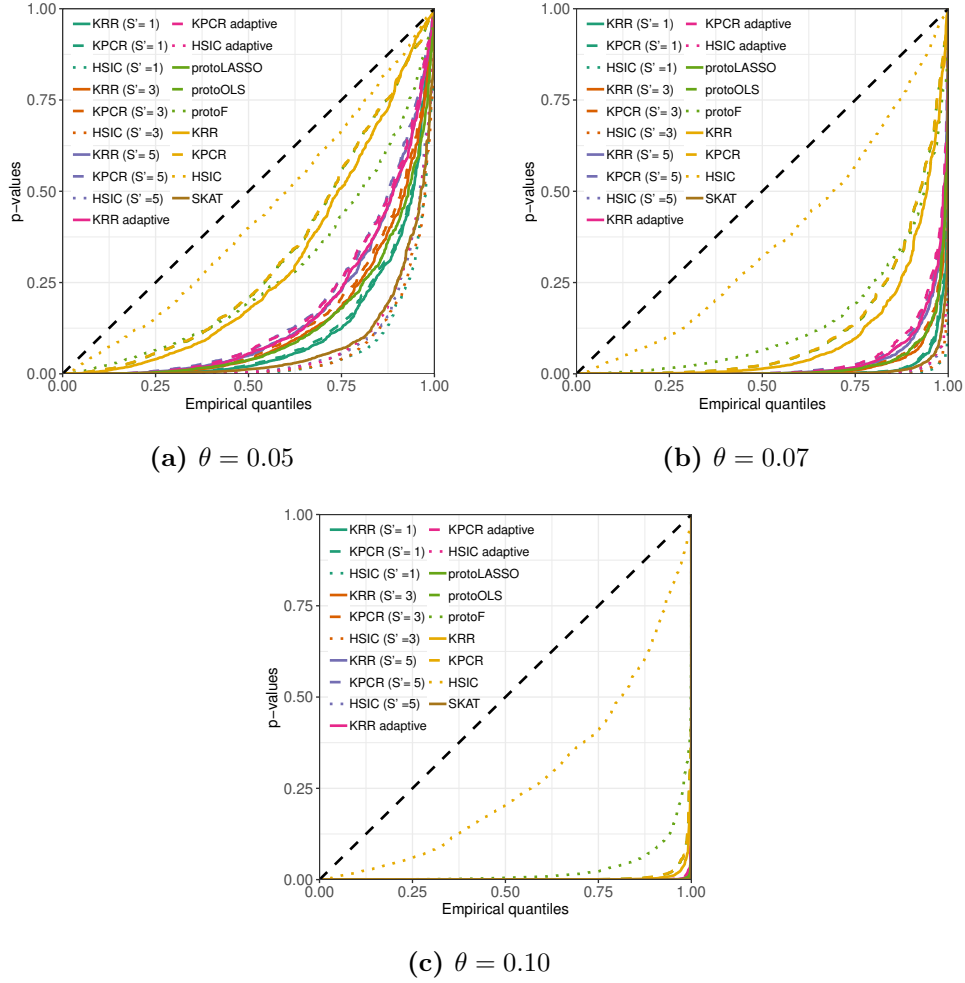 1.00
0.75
0.50
0.25
0.00
p−values
KRR (S'= 1)
KPCR (S'= 1)
HSIC (S' =1)
KRR (S'= 3)
KPCR (S'= 3)
HSIC (S' =3)
KRR (S'= 5)
KPCR (S'= 5)
HSIC (S' =5)
KRR adaptive
KPCR adaptive
HSIC adaptive
protoLASSO
protoOLS
protoF
KRR
KPCR
HSIC
SKAT
0.00 0.25 0.50 0.75 1.00
Empirical quantiles
(a) θ = 0.05
1.00
0.75
0.50
0.25
0.00
p−values
KRR (S'= 1)
KPCR (S'= 1)
HSIC (S' =1)
KRR (S'= 3)
KPCR (S'= 3)
HSIC (S' =3)
KRR (S'= 5)
KPCR (S'= 5)
HSIC (S' =5)
KRR adaptive
KPCR adaptive
HSIC adaptive
protoLASSO
protoOLS
protoF
KRR
KPCR
HSIC
SKAT
0.00 0.25 0.50 0.75 1.00
Empirical quantiles
(b) θ = 0.07
1.00
0.75
0.50
0.25
0.00
p−values
KRR (S'= 1)
KPCR (S'= 1)
HSIC (S' =1)
KRR (S'= 3)
KPCR (S'= 3)
HSIC (S' =3)
KRR (S'= 5)
KPCR (S'= 5)
HSIC (S' =5)
KRR adaptive
KPCR adaptive
HSIC adaptive
protoLASSO
protoOLS
protoF
KRR
KPCR
HSIC
SKAT
0.00 0.25 0.50 0.75 1.00
Empirical quantiles
(c) θ = 0.10